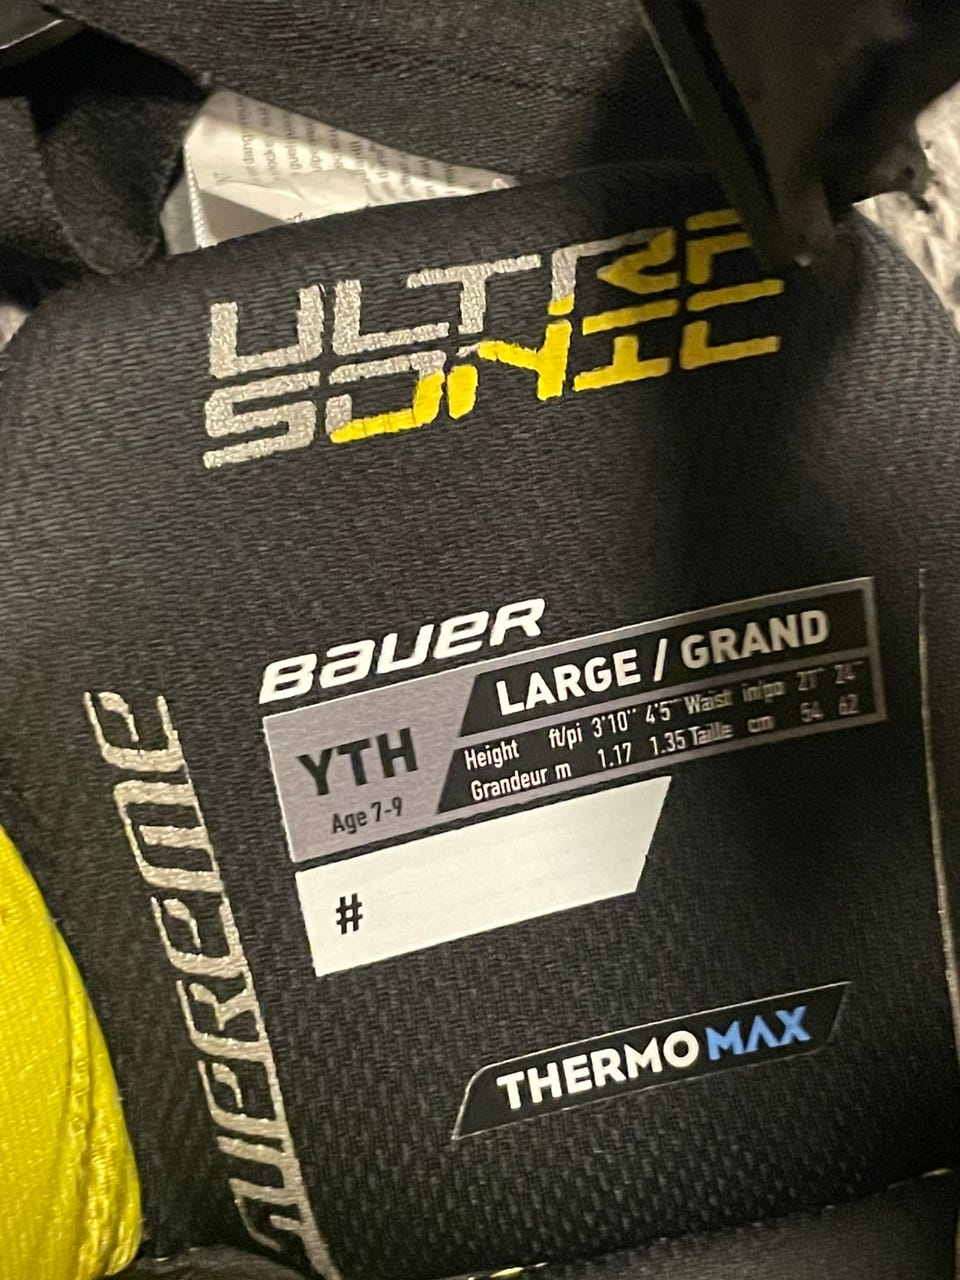 ULTRA
SONIC
BAUER
YTH
Age 7-9
LARGE / GRAND
Height ft/pi 3'10" 4'5" Waist in/po 21" 24"
Grandeur m 1.17 1.35 Taille cm 54 62
#
SUPREME
THERMOMAX